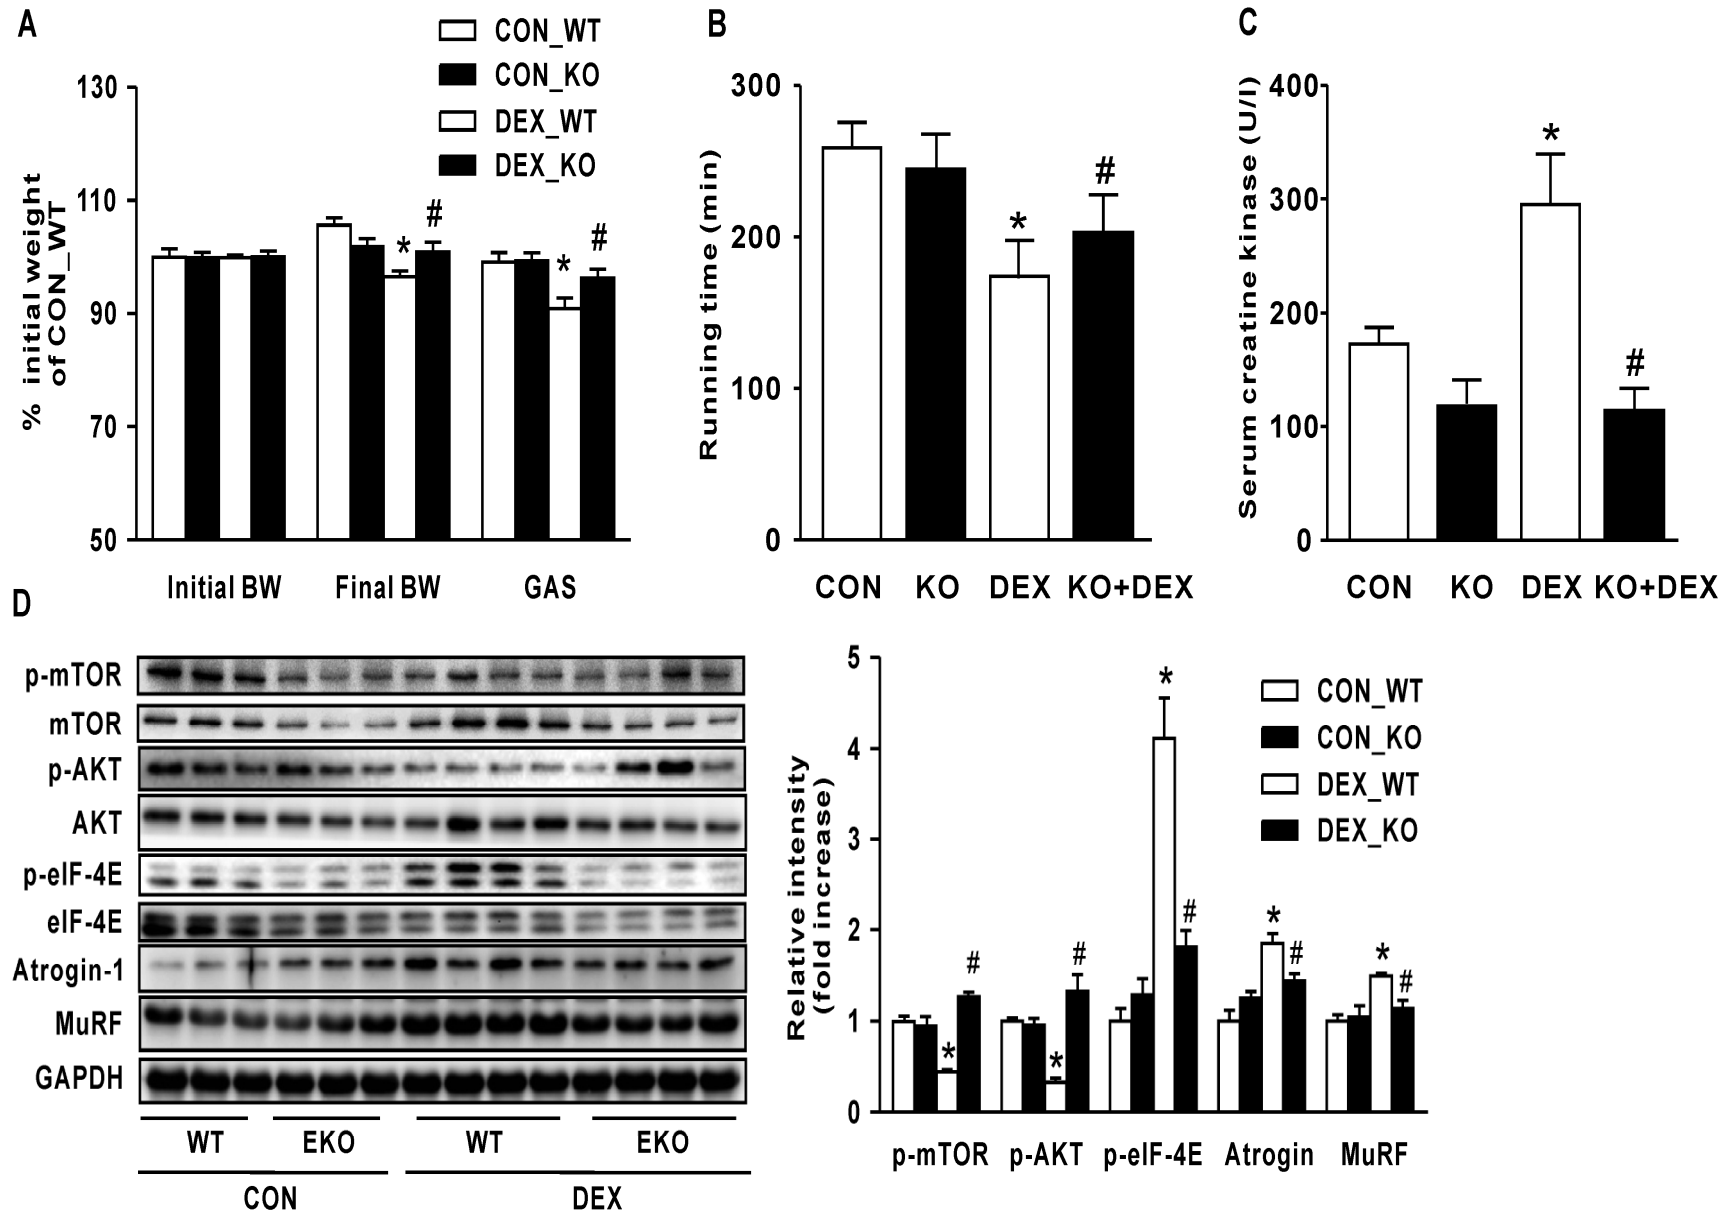 A
CON_WT
CON_KO
DEX_WT
DEX_KO
% initial weight
of CON_WT
130
110
90
70
50
*
#
*
#
Initial BW
Final BW
GAS
B
Running time (min)
300
200
100
0
*
#
CON
KO
DEX
KO+DEX
C
Serum creatine kinase (U/l)
400
300
200
100
0
*
#
CON
KO
DEX
KO+DEX
D
p-mTOR
mTOR
p-AKT
AKT
p-eIF-4E
eIF-4E
Atrogin-1
MuRF
GAPDH
WT
EKO
WT
EKO
CON
DEX
Relative intensity
(fold increase)
5
4
3
2
1
0
*
#
*
#
*
#
*
#
*
#
CON_WT
CON_KO
DEX_WT
DEX_KO
p-mTOR
p-AKT
p-eIF-4E
Atrogin
MuRF